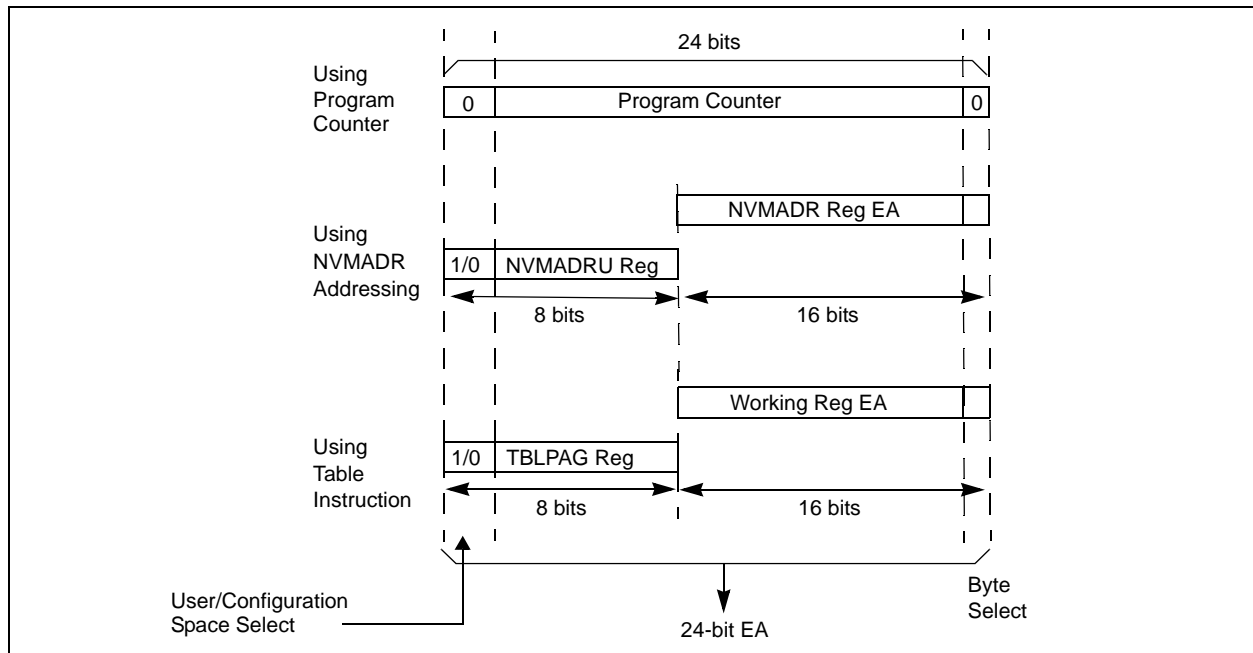 24 bits
Using
Program
Counter
0
Program Counter
0
NVMADR Reg EA
Using
NVMADR
Addressing
1/0
NVMADRU Reg
8 bits
16 bits
Working Reg EA
Using
Table
Instruction
1/0
TBLPAG Reg
8 bits
16 bits
User/Configuration
Space Select
24-bit EA
Byte
Select